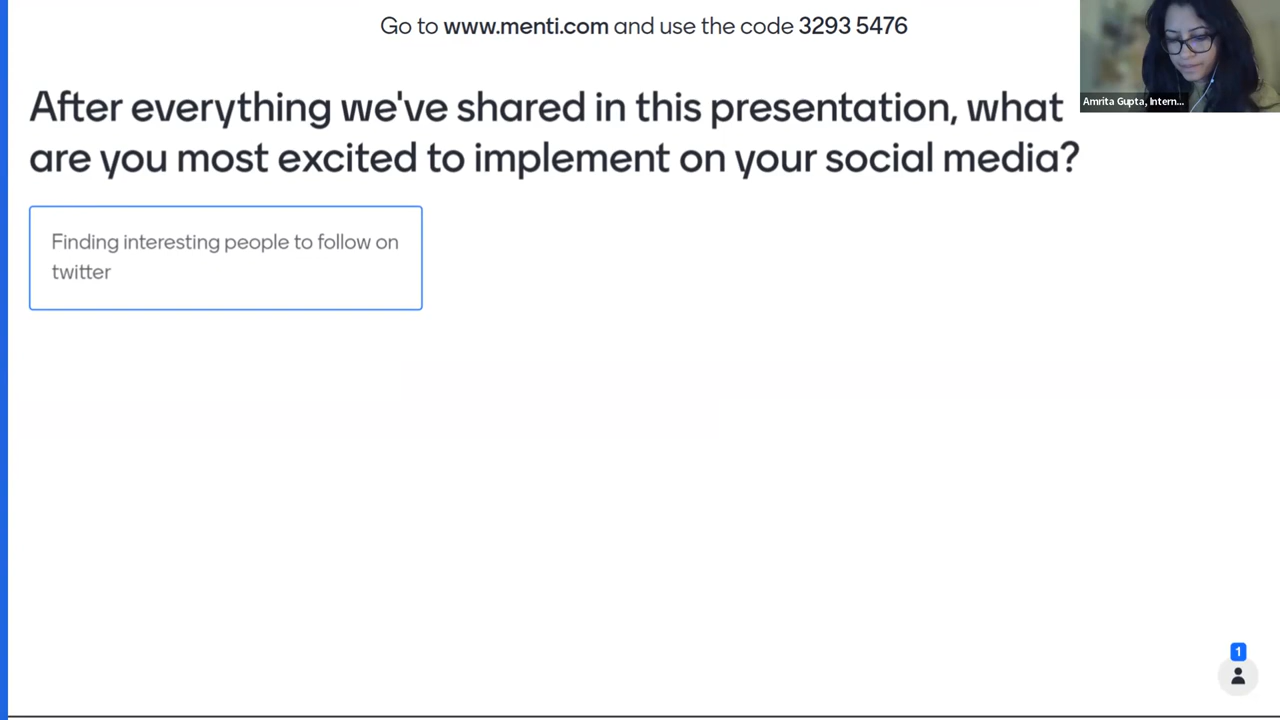 Go to www.menti.com and use the code 3293 5476
Amrita Gupta, Intern...
After everything we've shared in this presentation, what
are you most excited to implement on your social media?
Finding interesting people to follow on
twitter
1